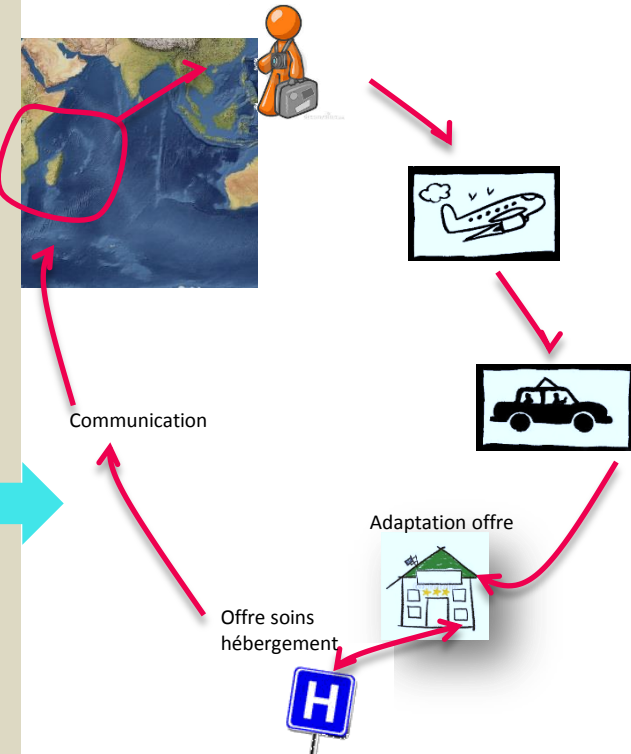 Communication
Adaptation offre
Offre soins
hébergement
H